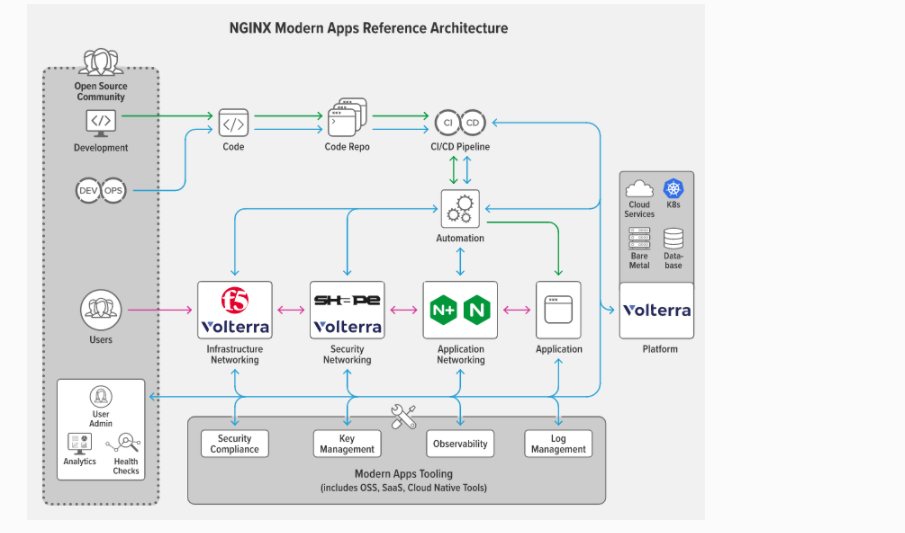 NGINX Modern Apps Reference Architecture
Open Source
Community
</>
Development
</>
Code
Code Repo
CI CD
CI/CD Pipeline
DEV OPS
Automation
Cloud
Services
K8s
Bare
Metal
Data-
base
Users
f5
Volterra
Infrastructure
Networking
SHAPE
Volterra
Security
Networking
N+ N
Application
Networking
Application
Volterra
Platform
User
Admin
Analytics
Health
Checks
Security
Compliance
Key
Management
Observability
Log
Management
Modern Apps Tooling
(includes OSS, SaaS, Cloud Native Tools)